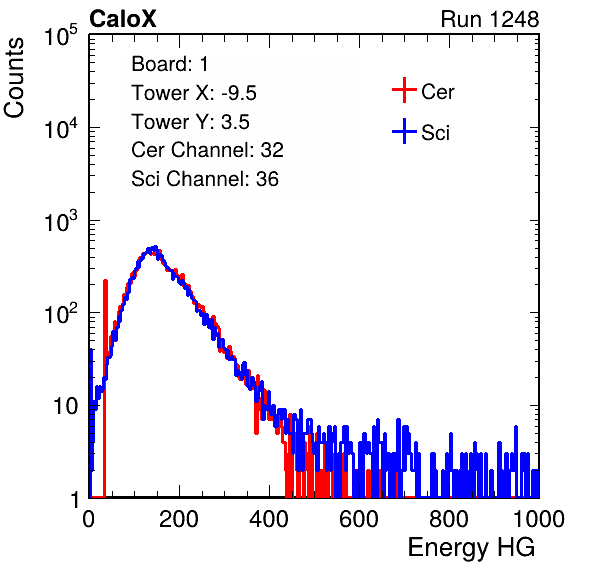 CaloX Run 1248
Counts
Board: 1
Tower X: -9.5
Tower Y: 3.5
Cer Channel: 32
Sci Channel: 36
Cer
Sci
10^5
10^4
10^3
10^2
10
1
0 200 400 600 800 1000
Energy HG